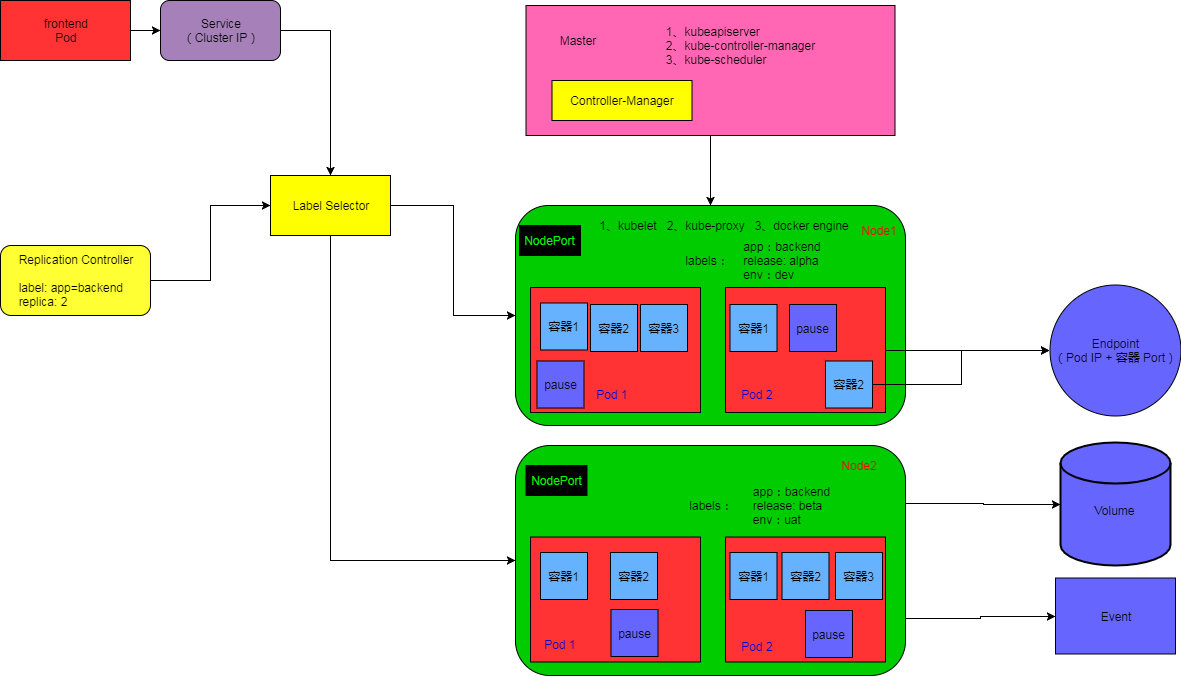 frontend
Pod
Service
（ Cluster IP ）
Master
1、kubeapiserver
2、kube-controller-manager
3、kube-scheduler
Controller-Manager
Label Selector
Replication Controller
label: app=backend
replica: 2
NodePort
1、kubelet 2、kube-proxy 3、docker engine
Node1
labels：
app：backend
release: alpha
env：dev
容器1
容器2
容器3
pause
Pod 1
容器1
pause
容器2
Pod 2
Endpoint
（ Pod IP + 容器 Port ）
NodePort
Node2
labels：
app：backend
release: beta
env：uat
容器1
容器2
pause
Pod 1
容器1
容器2
容器3
pause
Pod 2
Volume
Event